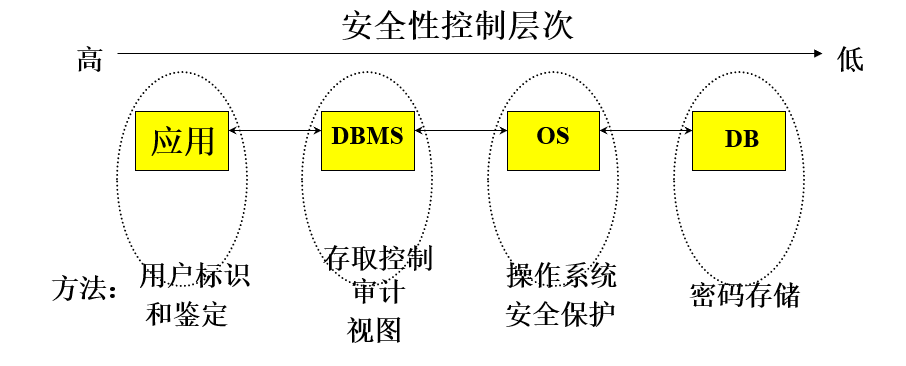 安全性控制层次
高
低
应用
DBMS
OS
DB
方法：
用户标识
和鉴定
存取控制
审计
视图
操作系统
安全保护
密码存储